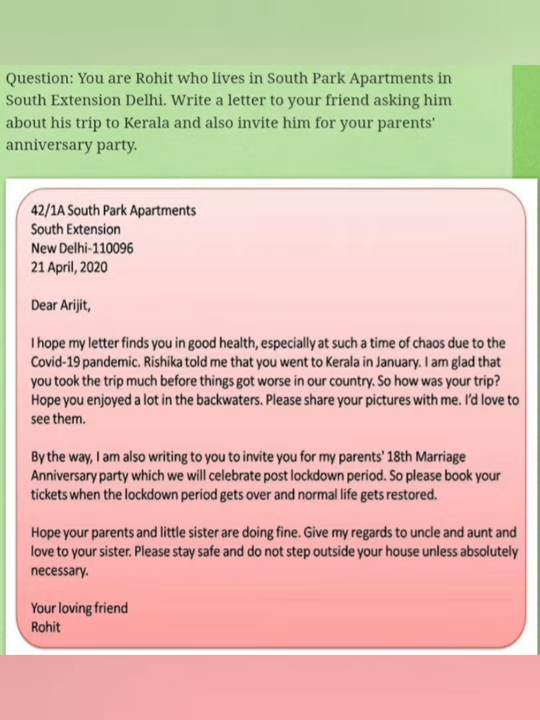 Question: You are Rohit who lives in South Park Apartments in
South Extension Delhi. Write a letter to your friend asking him
about his trip to Kerala and also invite him for your parents'
anniversary party.
42/1A South Park Apartments
South Extension
New Delhi-110096
21 April, 2020
Dear Arijit,
I hope my letter finds you in good health, especially at such a time of chaos due to the
Covid-19 pandemic. Rishika told me that you went to Kerala in January. I am glad that
you took the trip much before things got worse in our country. So how was your trip?
Hope you enjoyed a lot in the backwaters. Please share your pictures with me. I'd love to
see them.
By the way, I am also writing to you to invite you for my parents' 18th Marriage
Anniversary party which we will celebrate post lockdown period. So please book your
tickets when the lockdown period gets over and normal life gets restored.
Hope your parents and little sister are doing fine. Give my regards to uncle and aunt and
love to your sister. Please stay safe and do not step outside your house unless absolutely
necessary.
Your loving friend
Rohit